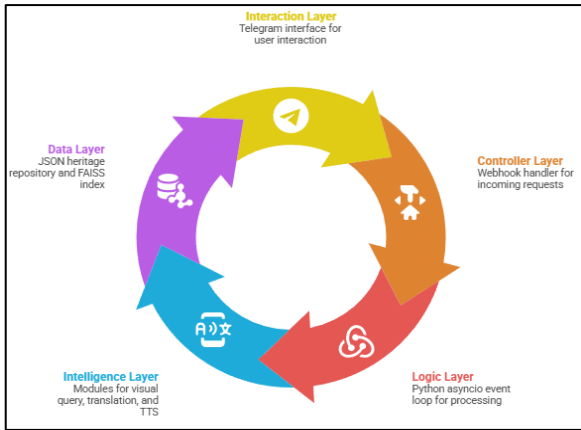 Interaction Layer
Telegram interface for
user interaction
Data Layer
JSON heritage
repository and FAISS
index
Controller Layer
Webhook handler for
incoming requests
Intelligence Layer
Modules for visual
query, translation, and
TTS
Logic Layer
Python asyncio event
loop for processing